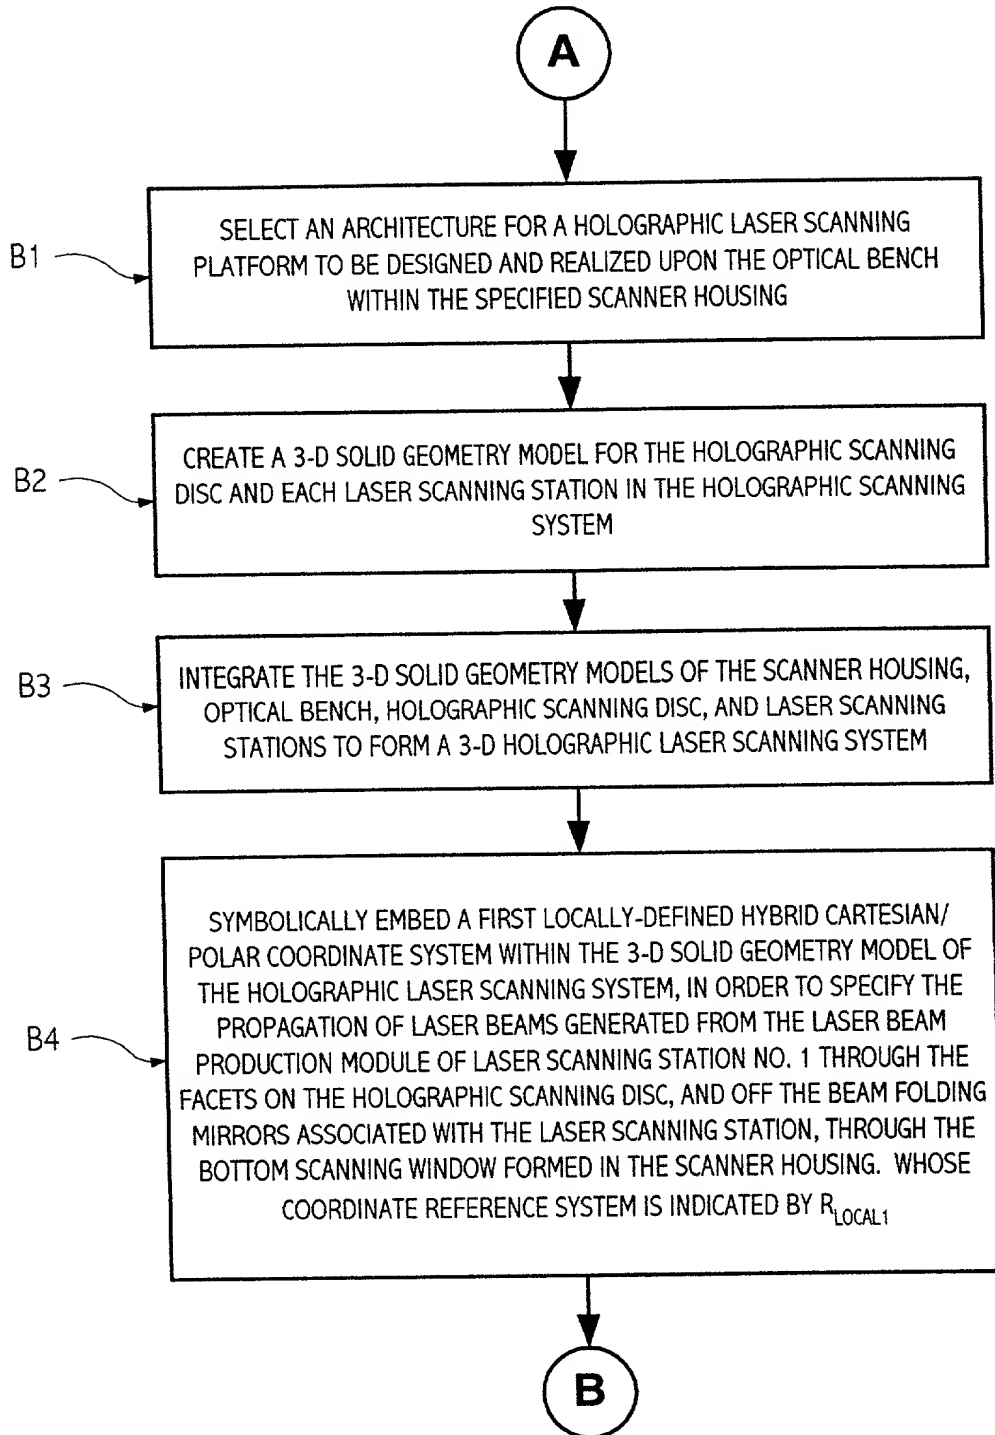 A
B1
SELECT AN ARCHITECTURE FOR A HOLOGRAPHIC LASER SCANNING
PLATFORM TO BE DESIGNED AND REALIZED UPON THE OPTICAL BENCH
WITHIN THE SPECIFIED SCANNER HOUSING
B2
CREATE A 3-D SOLID GEOMETRY MODEL FOR THE HOLOGRAPHIC SCANNING
DISC AND EACH LASER SCANNING STATION IN THE HOLOGRAPHIC SCANNING
SYSTEM
B3
INTEGRATE THE 3-D SOLID GEOMETRY MODELS OF THE SCANNER HOUSING,
OPTICAL BENCH, HOLOGRAPHIC SCANNING DISC, AND LASER SCANNING
STATIONS TO FORM A 3-D HOLOGRAPHIC LASER SCANNING SYSTEM
B4
SYMBOLICALLY EMBED A FIRST LOCALLY-DEFINED HYBRID CARTESIAN/
POLAR COORDINATE SYSTEM WITHIN THE 3-D SOLID GEOMETRY MODEL OF
THE HOLOGRAPHIC LASER SCANNING SYSTEM, IN ORDER TO SPECIFY THE
PROPAGATION OF LASER BEAMS GENERATED FROM THE LASER BEAM
PRODUCTION MODULE OF LASER SCANNING STATION NO. 1 THROUGH THE
FACETS ON THE HOLOGRAPHIC SCANNING DISC, AND OFF THE BEAM FOLDING
MIRRORS ASSOCIATED WITH THE LASER SCANNING STATION, THROUGH THE
BOTTOM SCANNING WINDOW FORMED IN THE SCANNER HOUSING. WHOSE
COORDINATE REFERENCE SYSTEM IS INDICATED BY R_LOCAL1
B